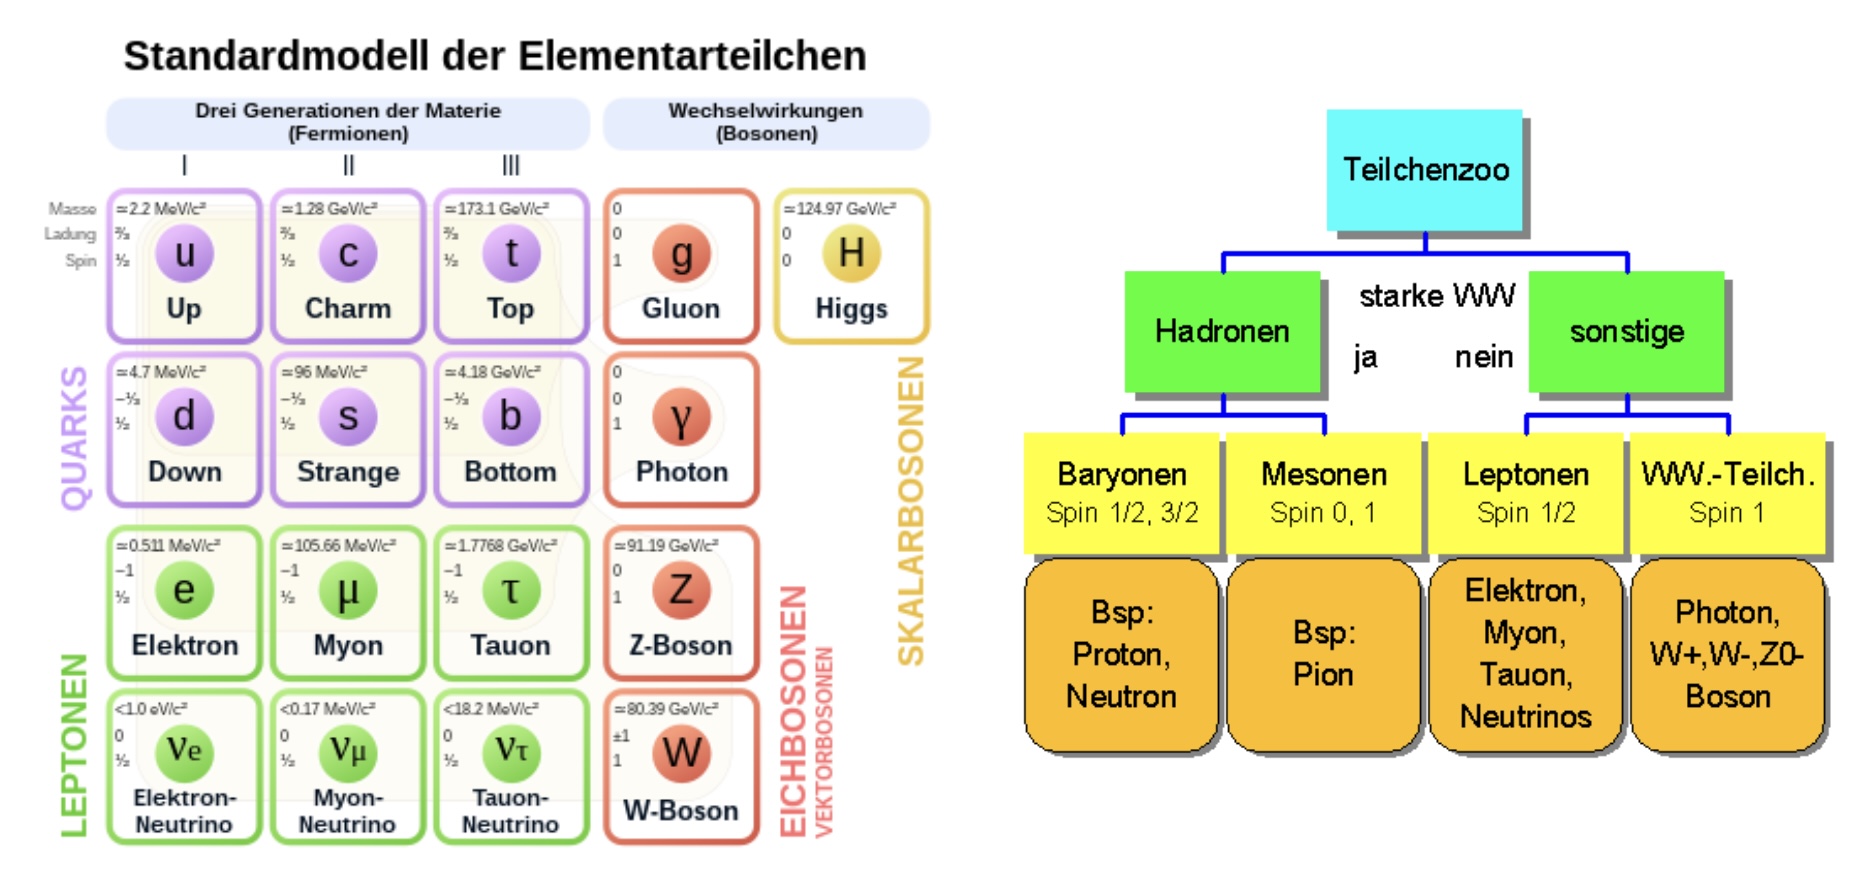 Standardmodell der Elementarteilchen
Drei Generationen der Materie
(Fermionen)
Wechselwirkungen
(Bosonen)
I
II
III
Masse
Ladung
Spin
≃2.2 MeV/c²
⅔
½
u
Up
≃1.28 GeV/c²
⅔
½
c
Charm
≃173.1 GeV/c²
⅔
½
t
Top
0
0
1
g
Gluon
≃124.97 GeV/c²
0
0
H
Higgs
QUARKS
≃4.7 MeV/c²
−⅓
½
d
Down
≃96 MeV/c²
−⅓
½
s
Strange
≃4.18 GeV/c²
−⅓
½
b
Bottom
0
0
1
γ
Photon
SKALARBOSONEN
LEPTONEN
≃0.511 MeV/c²
−1
½
e
Elektron
≃105.66 MeV/c²
−1
½
μ
Myon
≃1.7768 GeV/c²
−1
½
τ
Tauon
≃91.19 GeV/c²
0
1
Z
Z-Boson
EICHBOSONEN
VEKTORBOSONEN
<1.0 eV/c²
0
½
νe
Elektron-
Neutrino
<0.17 MeV/c²
0
½
νμ
Myon-
Neutrino
<18.2 MeV/c²
0
½
ντ
Tauon-
Neutrino
≃80.39 GeV/c²
±1
1
W
W-Boson
Teilchenzoo
Hadronen
starke WW
ja nein
sonstige
Baryonen
Spin 1/2, 3/2
Mesonen
Spin 0, 1
Leptonen
Spin 1/2
WW.-Teilch.
Spin 1
Bsp:
Proton,
Neutron
Bsp:
Pion
Elektron,
Myon,
Tauon,
Neutrinos
Photon,
W+,W-,Z0-
Boson